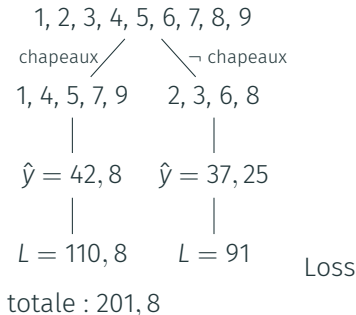 1, 2, 3, 4, 5, 6, 7, 8, 9
chapeaux ¬ chapeaux
1, 4, 5, 7, 9 2, 3, 6, 8
ŷ = 42, 8 ŷ = 37, 25
L = 110, 8 L = 91
Loss
totale : 201, 8